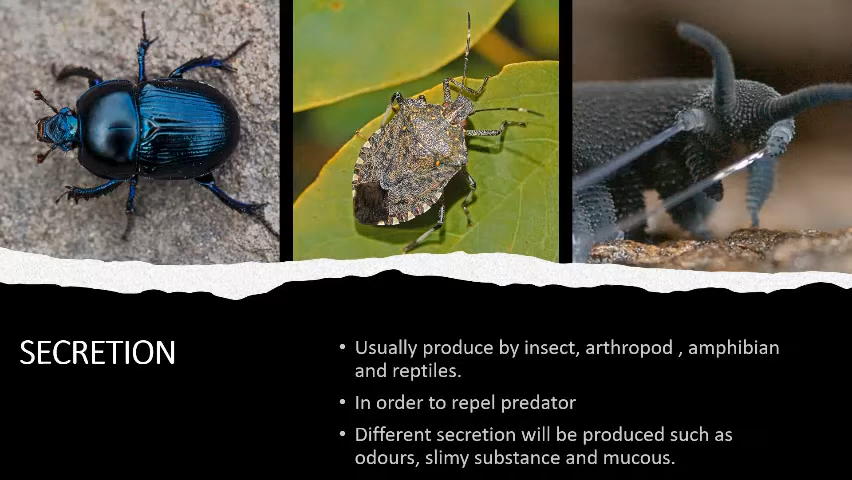 SECRETION
• Usually produce by insect, arthropod , amphibian
and reptiles.
• In order to repel predator
• Different secretion will be produced such as
odours, slimy substance and mucous.